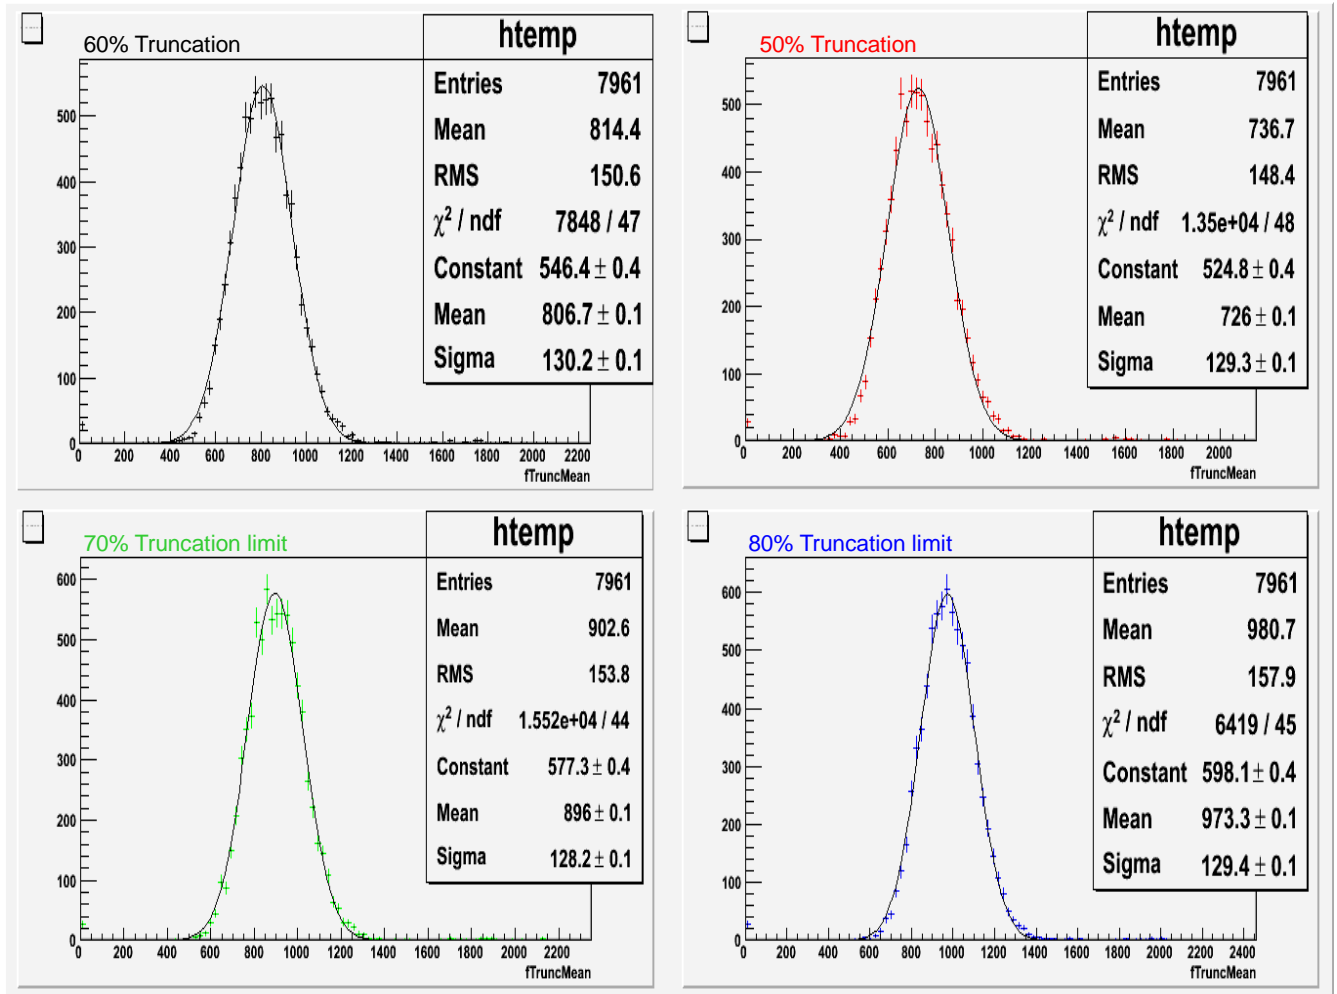 60% Truncation
htemp
Entries 7961
Mean 814.4
RMS 150.6
χ² / ndf 7848 / 47
Constant 546.4 ± 0.4
Mean 806.7 ± 0.1
Sigma 130.2 ± 0.1
500
400
300
200
100
0
0 200 400 600 800 1000 1200 1400 1600 1800 2000 2200
fTruncMean
50% Truncation
htemp
Entries 7961
Mean 736.7
RMS 148.4
χ² / ndf 1.35e+04 / 48
Constant 524.8 ± 0.4
Mean 726 ± 0.1
Sigma 129.3 ± 0.1
500
400
300
200
100
0
0 200 400 600 800 1000 1200 1400 1600 1800 2000
fTruncMean
70% Truncation limit
htemp
Entries 7961
Mean 902.6
RMS 153.8
χ² / ndf 1.552e+04 / 44
Constant 577.3 ± 0.4
Mean 896 ± 0.1
Sigma 128.2 ± 0.1
600
500
400
300
200
100
0
0 200 400 600 800 1000 1200 1400 1600 1800 2000 2200
fTruncMean
80% Truncation limit
htemp
Entries 7961
Mean 980.7
RMS 157.9
χ² / ndf 6419 / 45
Constant 598.1 ± 0.4
Mean 973.3 ± 0.1
Sigma 129.4 ± 0.1
600
500
400
300
200
100
0
0 200 400 600 800 1000 1200 1400 1600 1800 2000 2200 2400
fTruncMean